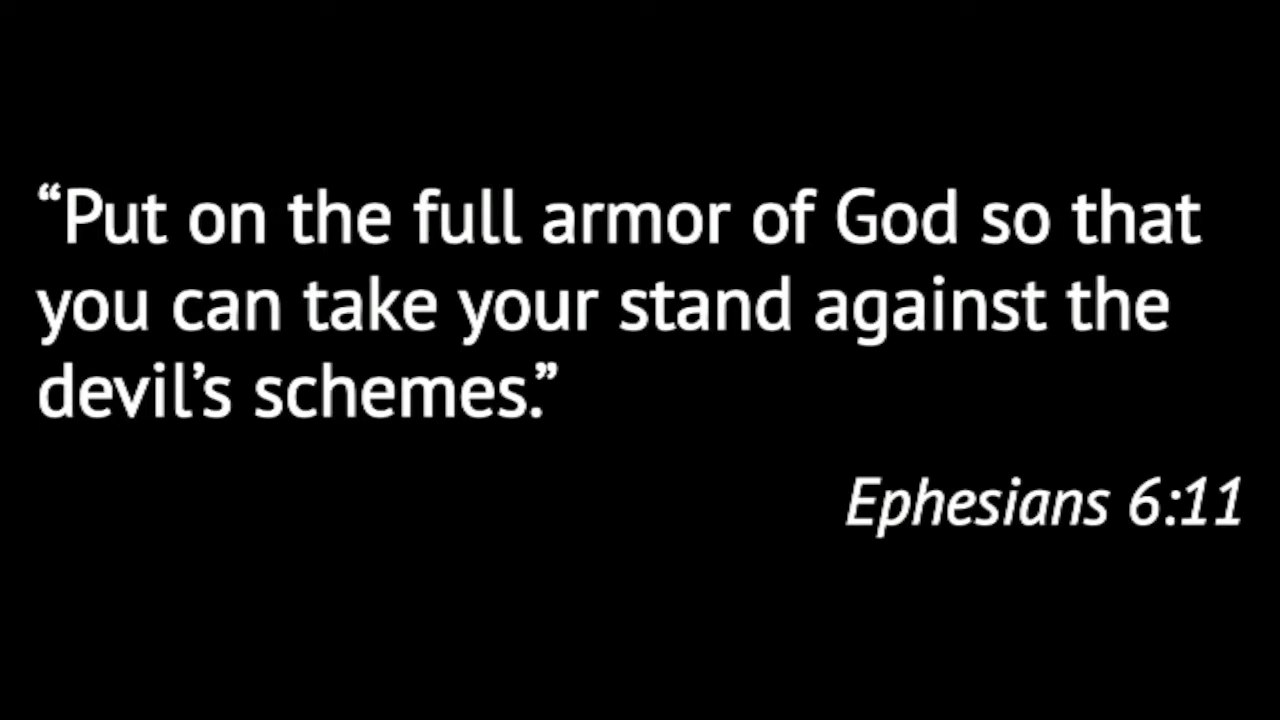 “Put on the full armor of God so that
you can take your stand against the
devil’s schemes.”
Ephesians 6:11